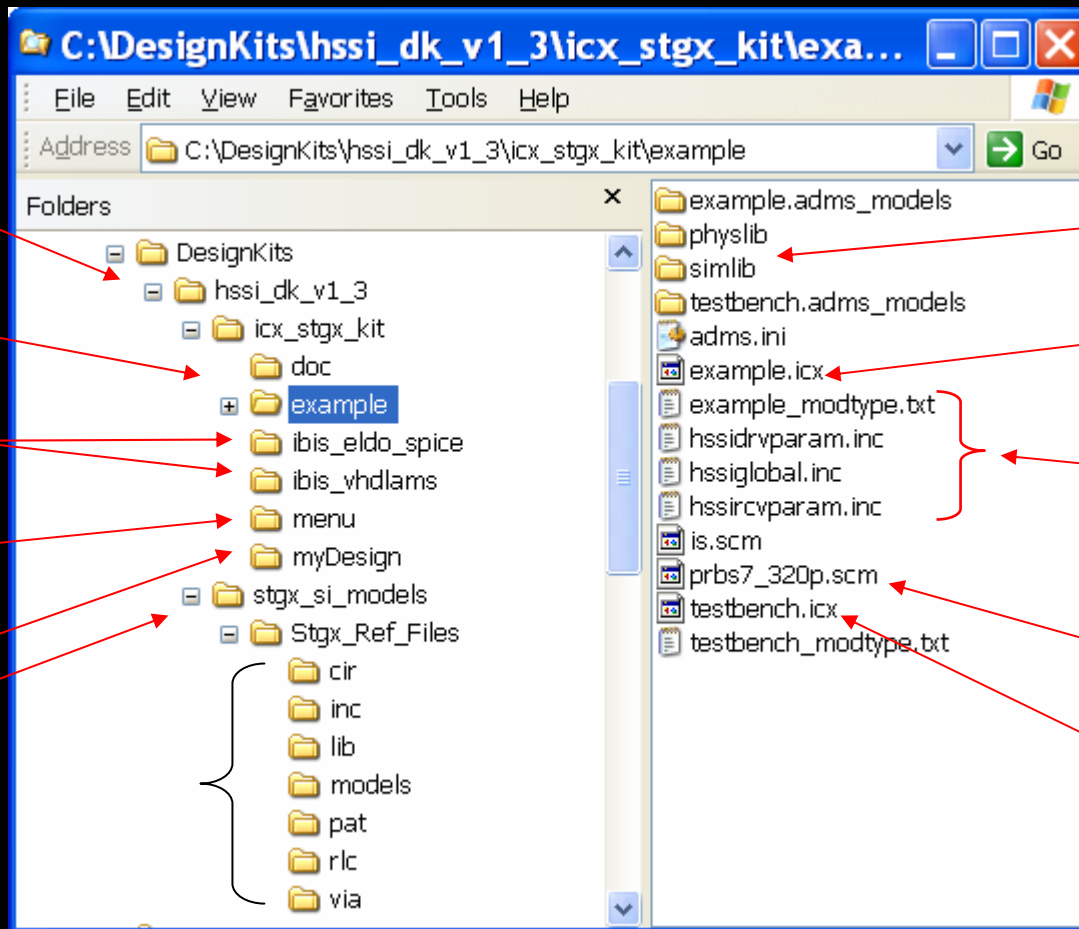 C:\DesignKits\hssi_dk_v1_3\icx_stgx_kit\exa...
File Edit View Favorites Tools Help
Address C:\DesignKits\hssi_dk_v1_3\icx_stgx_kit\example Go
Folders
DesignKits
hssi_dk_v1_3
icx_stgx_kit
doc
example
ibis_eldo_spice
ibis_vhdlams
menu
myDesign
stgx_si_models
Stgx_Ref_Files
cir
inc
lib
models
pat
rlc
via
example.adms_models
physlib
simlib
testbench.adms_models
adms.ini
example.icx
example_modtype.txt
hssidrvparam.inc
hssiglobal.inc
hssircvparam.inc
is.scm
prbs7_320p.scm
testbench.icx
testbench_modtype.txt